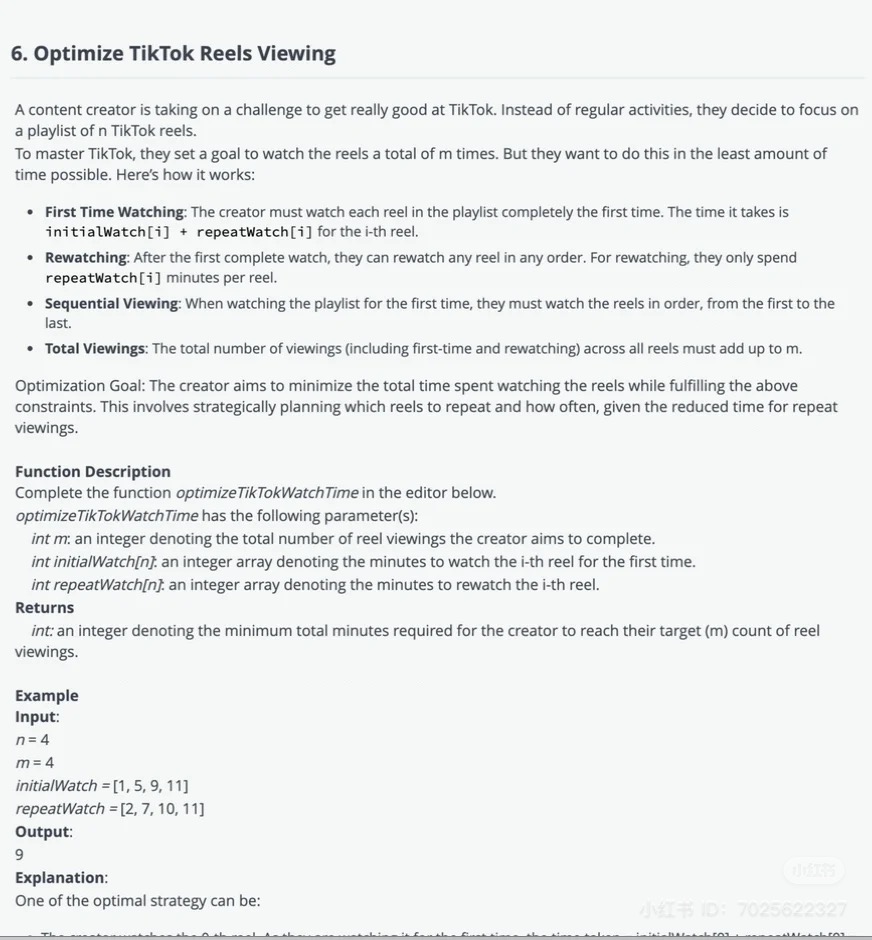 6. Optimize TikTok Reels Viewing
A content creator is taking on a challenge to get really good at TikTok. Instead of regular activities, they decide to focus on
a playlist of n TikTok reels.
To master TikTok, they set a goal to watch the reels a total of m times. But they want to do this in the least amount of
time possible. Here’s how it works:
• First Time Watching: The creator must watch each reel in the playlist completely the first time. The time it takes is
initialWatch[i] + repeatWatch[i] for the i-th reel.
• Rewatching: After the first complete watch, they can rewatch any reel in any order. For rewatching, they only spend
repeatWatch[i] minutes per reel.
• Sequential Viewing: When watching the playlist for the first time, they must watch the reels in order, from the first to the
last.
• Total Viewings: The total number of viewings (including first-time and rewatching) across all reels must add up to m.
Optimization Goal: The creator aims to minimize the total time spent watching the reels while fulfilling the above
constraints. This involves strategically planning which reels to repeat and how often, given the reduced time for repeat
viewings.
Function Description
Complete the function optimizeTikTokWatchTime in the editor below.
optimizeTikTokWatchTime has the following parameter(s):
int m: an integer denoting the total number of reel viewings the creator aims to complete.
int initialWatch[n]: an integer array denoting the minutes to watch the i-th reel for the first time.
int repeatWatch[n]: an integer array denoting the minutes to rewatch the i-th reel.
Returns
int: an integer denoting the minimum total minutes required for the creator to reach their target (m) count of reel
viewings.
Example
Input:
n = 4
m = 4
initialWatch = [1, 5, 9, 11]
repeatWatch = [2, 7, 10, 11]
Output:
9
Explanation:
One of the optimal strategy can be:
小红书
小红书 ID: 7025622327